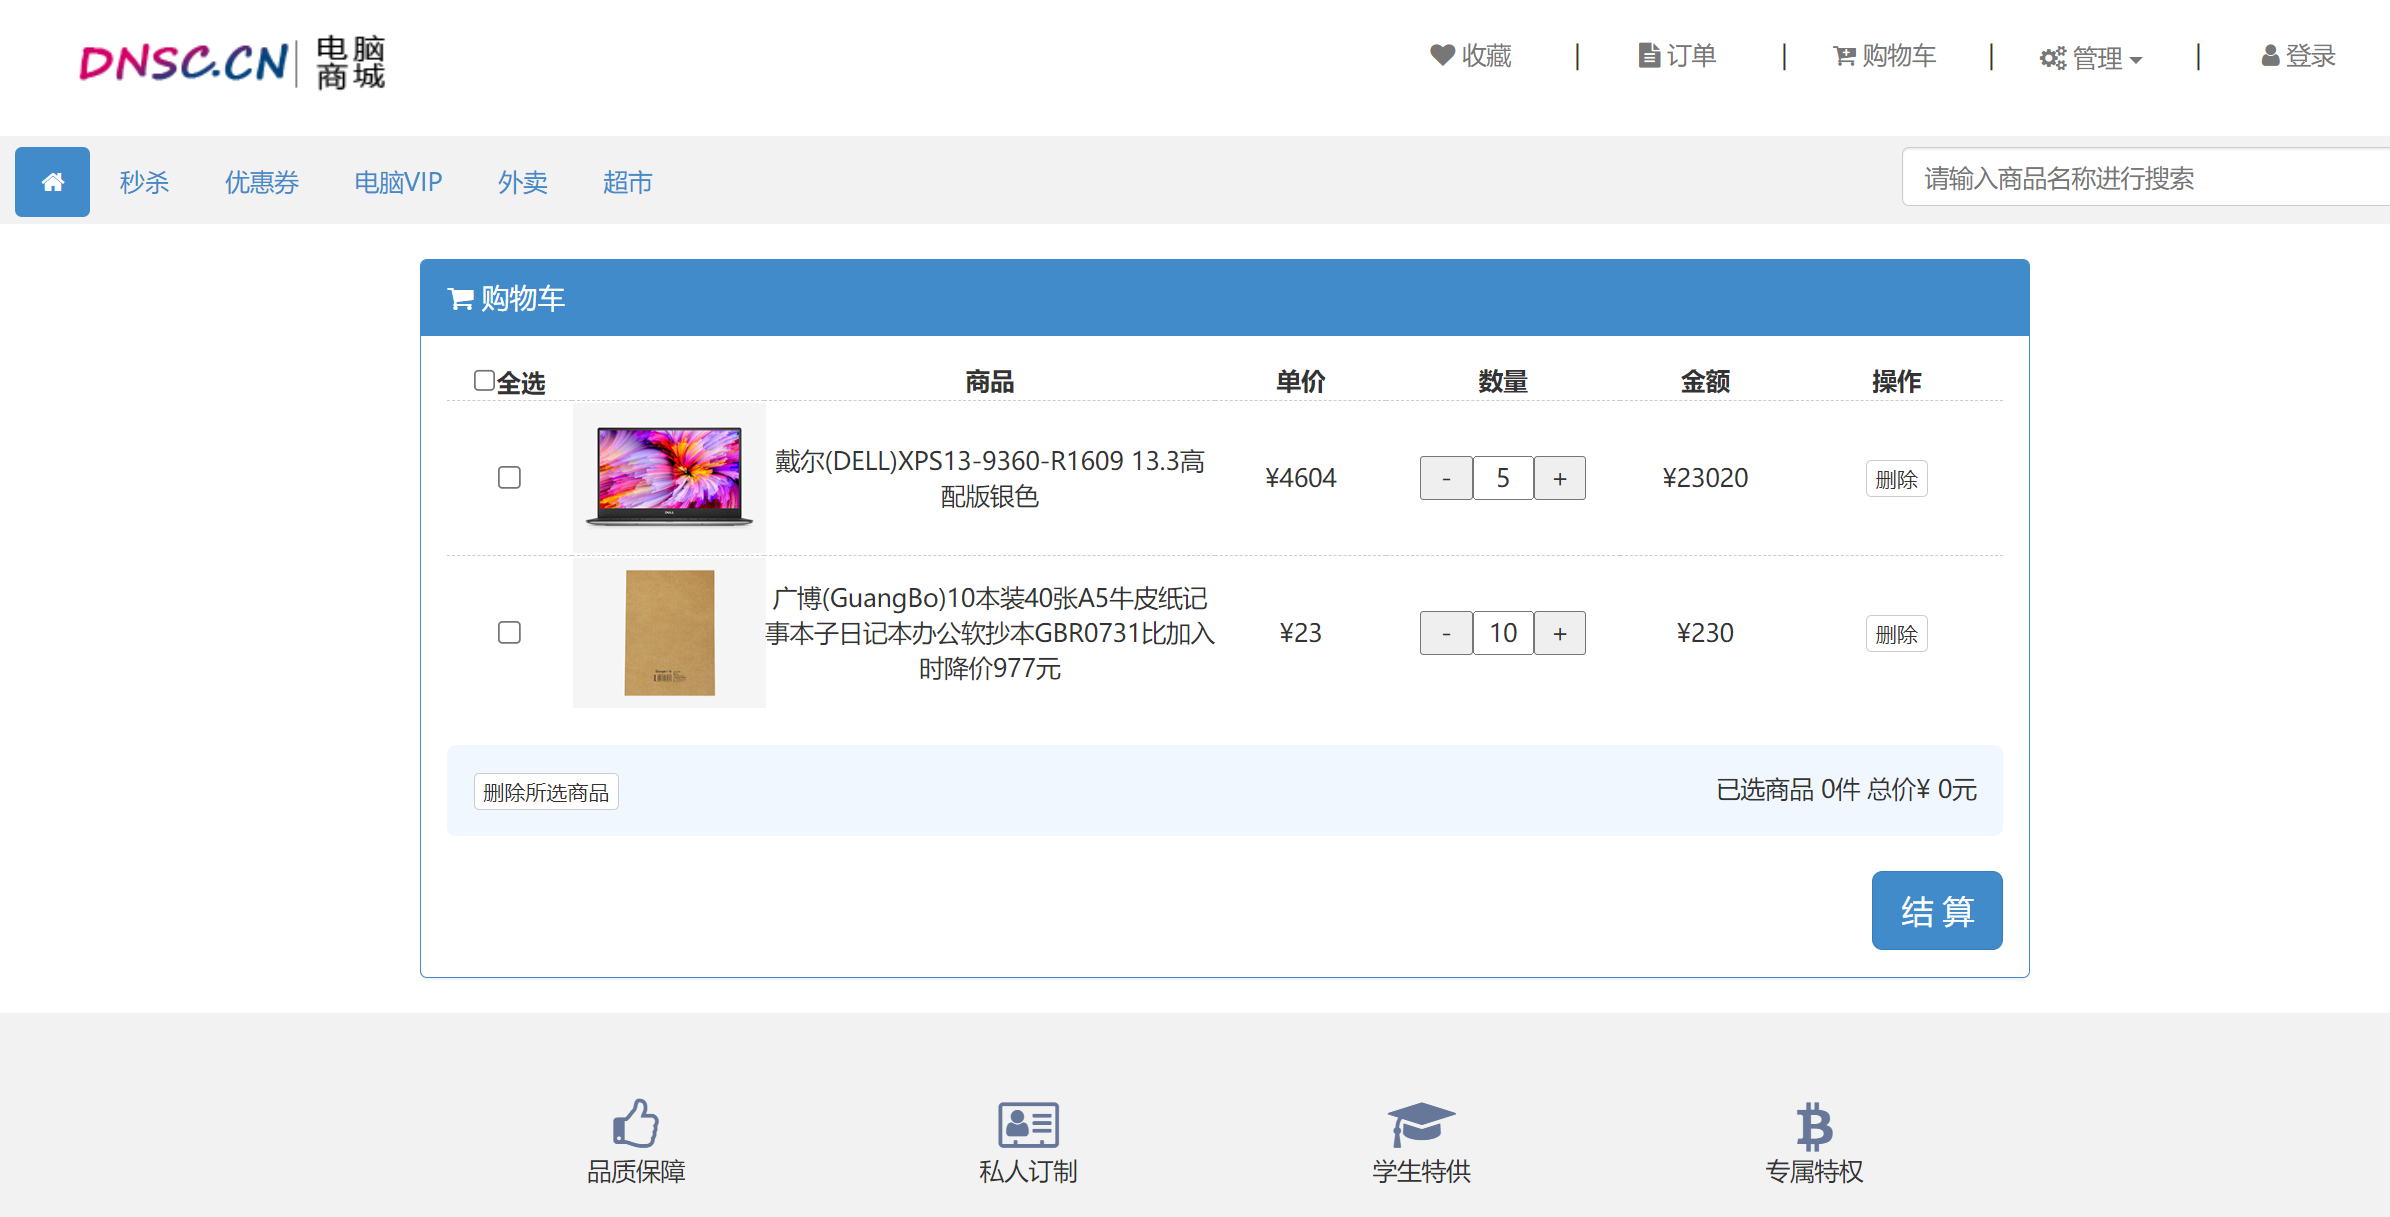 DNSC.CN 电脑商城
收藏 | 订单 | 购物车 | 管理 | 登录
秒杀 优惠券 电脑VIP 外卖 超市 请输入商品名称进行搜索
购物车
全选 商品 单价 数量 金额 操作
戴尔(DELL)XPS13-9360-R1609 13.3高
配版银色
¥4604 - 5 + ¥23020 删除
广博(GuangBo)10本装40张A5牛皮纸记
事本子日记本办公软抄本GBR0731比加入
时降价977元
¥23 - 10 + ¥230 删除
删除所选商品 已选商品 0件 总价¥ 0元
结 算
品质保障 私人订制 学生特供 专属特权